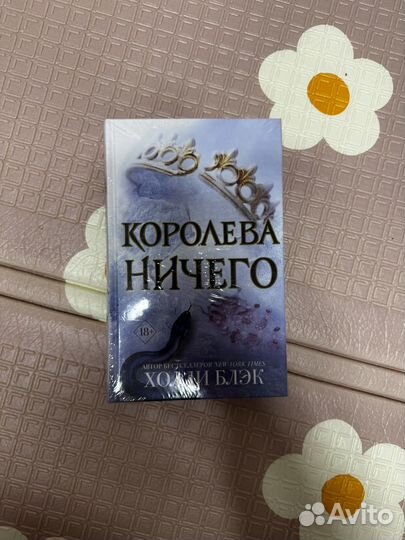 КОРОЛЕВА
НИЧЕГО
18+
АВТОР БЕСТСЕЛЛЕРОВ NEW YORK TIMES
ХОЛЛИ БЛЭК
Avito